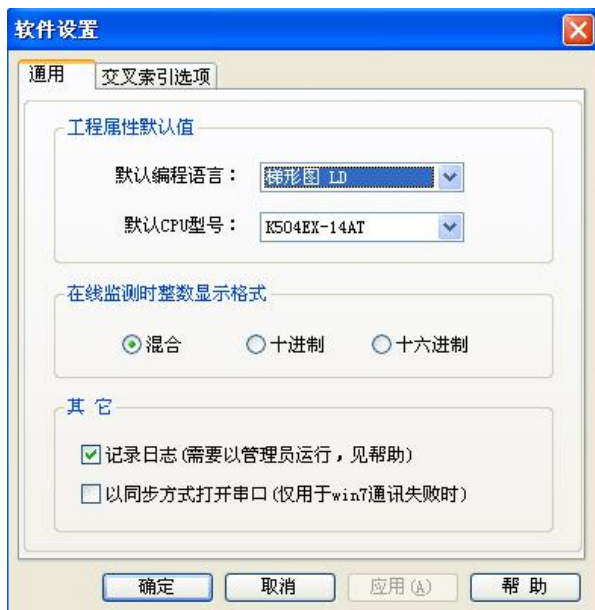 软件设置
通用 交叉索引选项
工程属性默认值
默认编程语言： 梯形图 LD
默认CPU型号： K504EX-14AT
在线监测时整数显示格式
混合 十进制 十六进制
其 它
记录日志(需要以管理员运行，见帮助)
以同步方式打开串口(仅用于win7通讯失败时)
确定 取消 应用(A) 帮 助